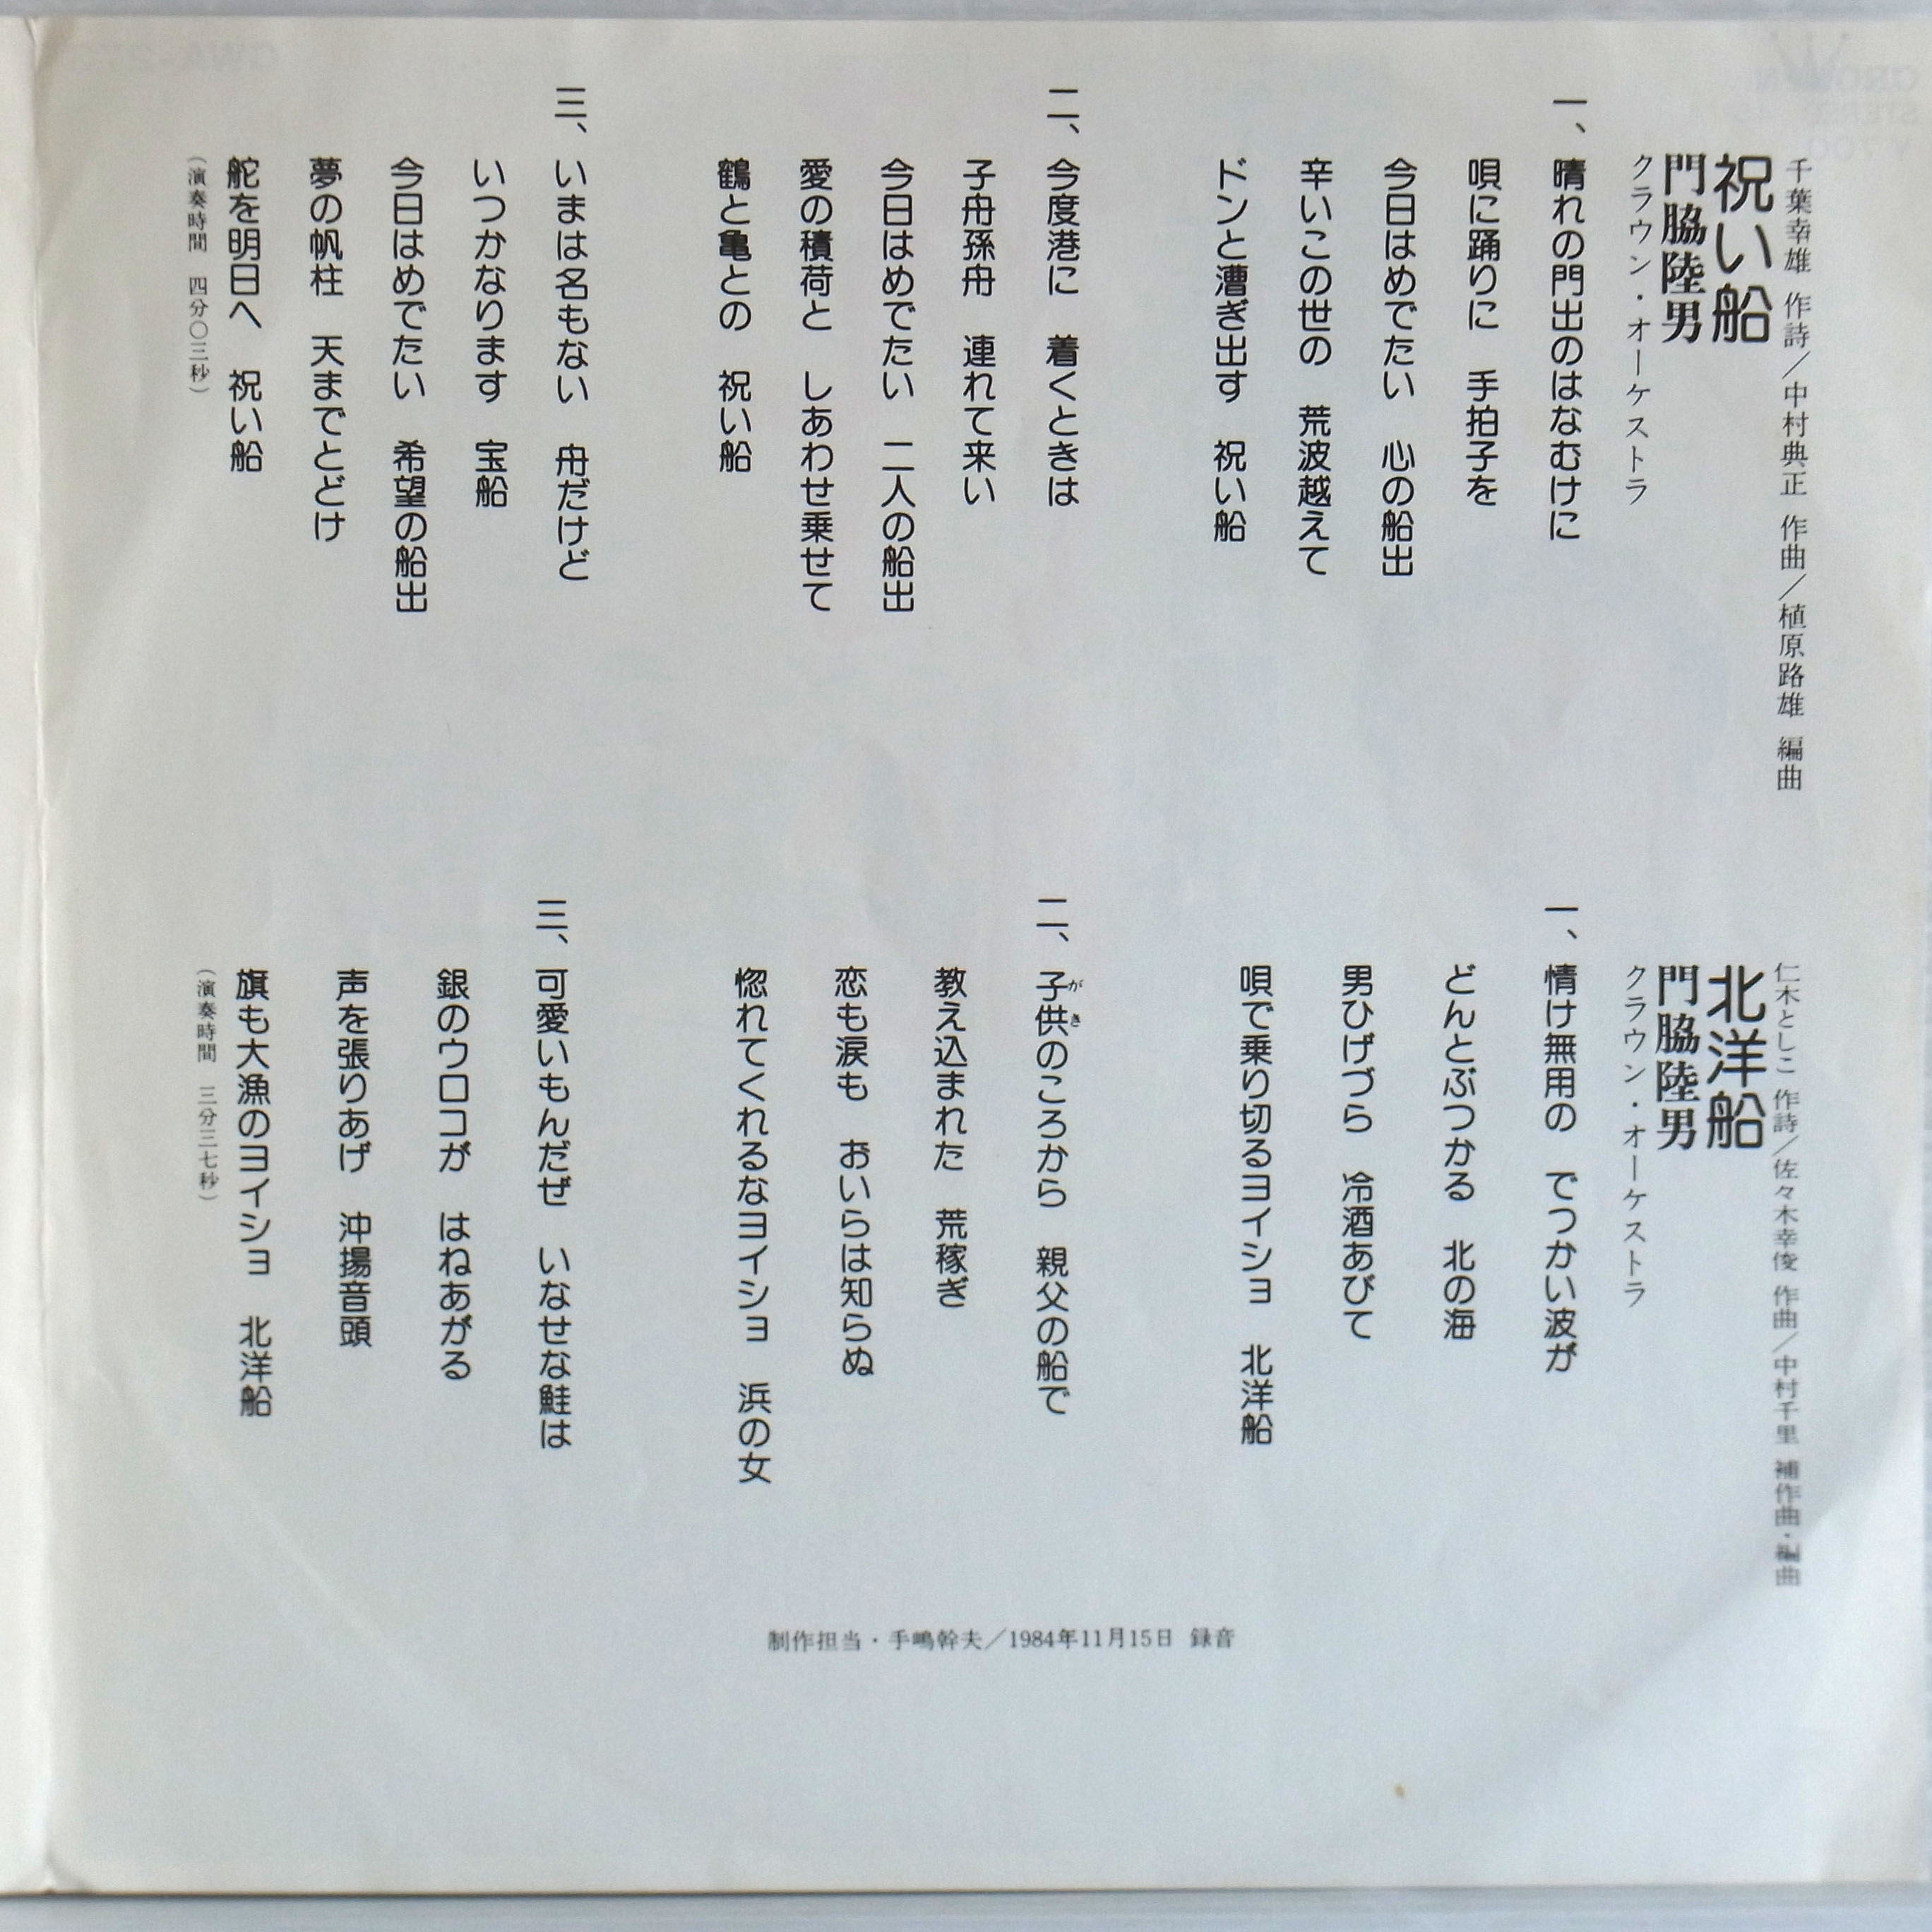 千葉幸雄 作詩／中村典正 作曲／植原路雄 編曲
祝い船
門脇陸男
クラウン・オーケストラ
一、晴れの門出のはなむけに
唄に踊りに 手拍子を
今日はめでたい 心の船出
辛いこの世の 荒波越えて
ドンと漕ぎ出す 祝い船
二、今度港に 着くときは
子舟孫舟 連れて来い
今日はめでたい 二人の船出
愛の積荷と しあわせ乗せて
鶴と亀との 祝い船
三、いまは名もない 舟だけど
いつかなります 宝船
今日はめでたい 希望の船出
夢の帆柱 天までとどけ
舵を明日へ 祝い船
（演奏時間 四分〇三秒）
仁木としこ 作詩／佐々木幸俊 作曲／中村千里 補作曲・編曲
北洋船
門脇陸男
クラウン・オーケストラ
一、情け無用の でっかい波が
どんとぶつかる 北の海
男ひげづら 冷酒あびて
唄で乗り切るヨイショ 北洋船
二、子供のころから 親父の船で
がき
教え込まれた 荒稼ぎ
恋も涙も おいらは知らぬ
惚れてくれるなヨイショ 浜の女
三、可愛いもんだぜ いなせな鮭は
銀のウロコが はねあがる
声を張りあげ 沖揚音頭
旗も大漁のヨイショ 北洋船
（演奏時間 三分三七秒）
制作担当・手嶋幹夫／1984年11月15日 録音